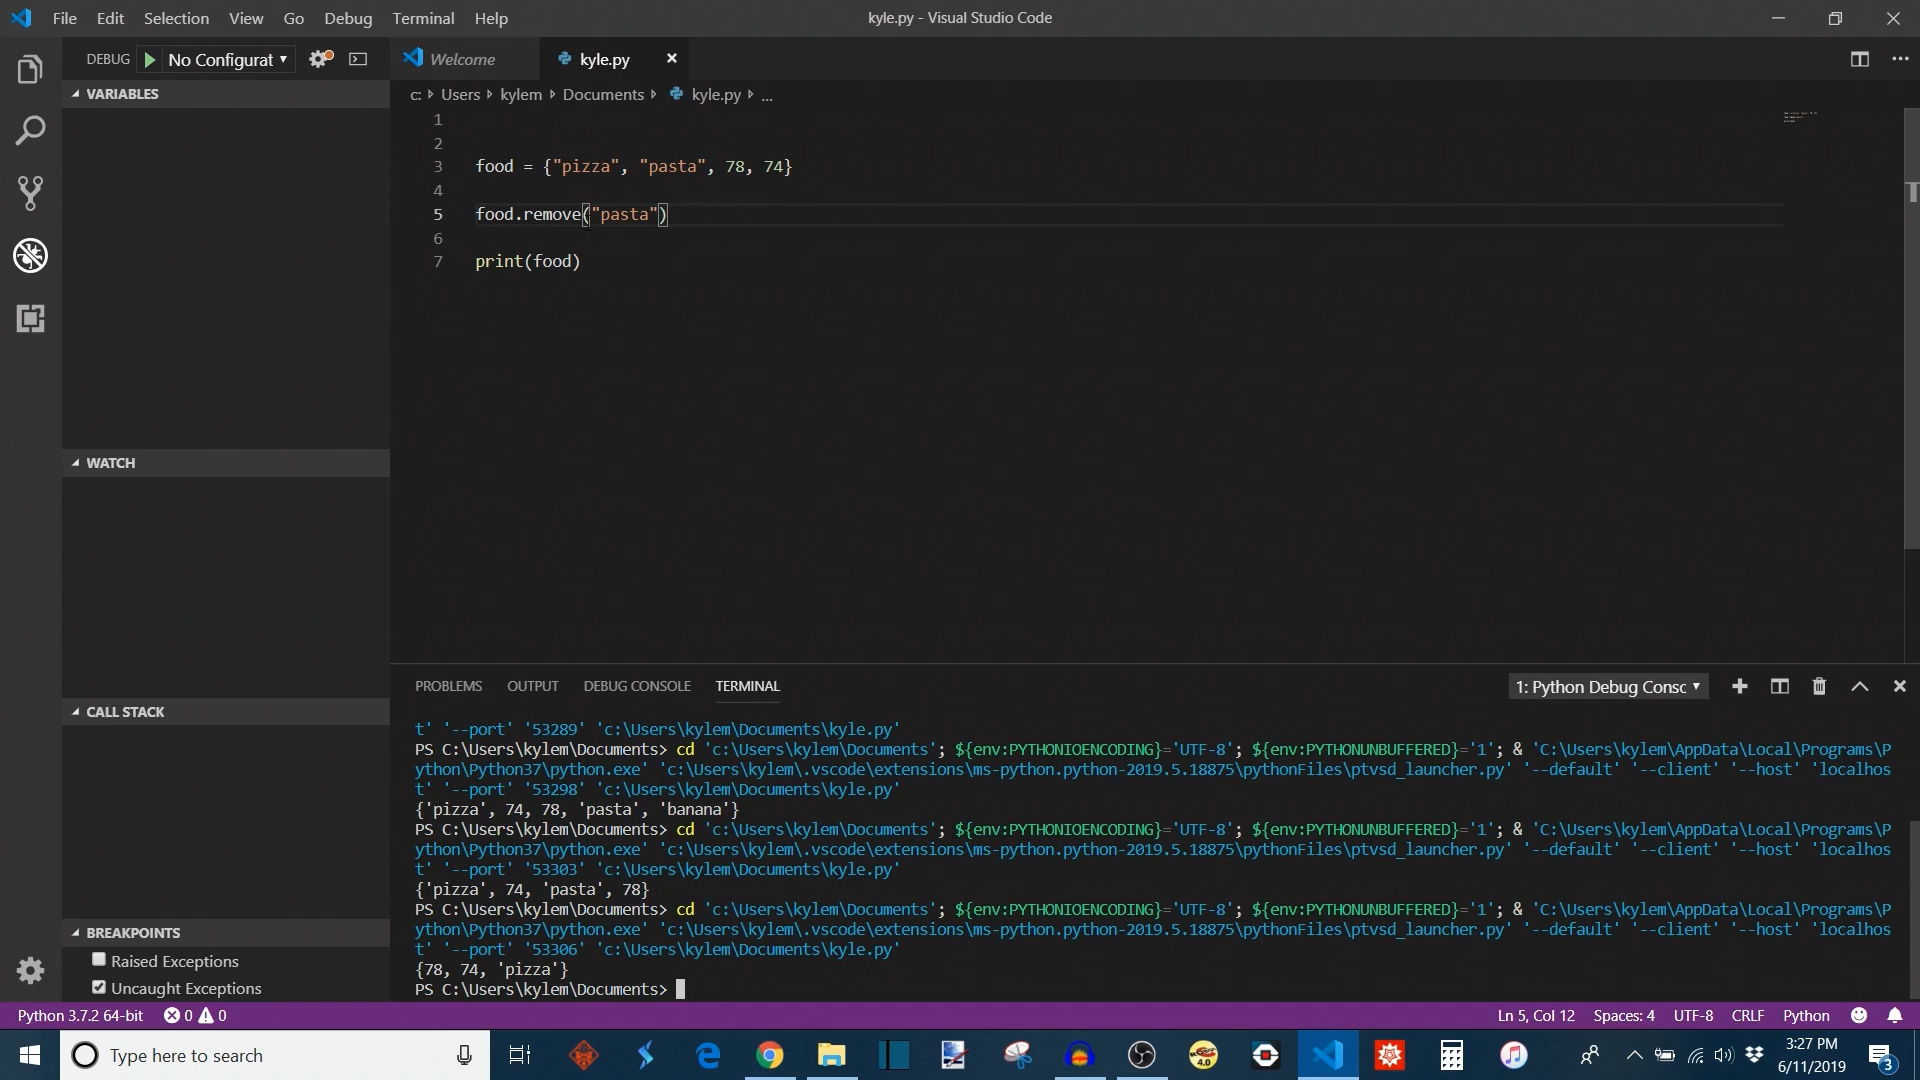 File Edit Selection View Go Debug Terminal Help
kyle.py - Visual Studio Code
DEBUG No Configurat
Welcome kyle.py
c: Users kylem Documents kyle.py ...
VARIABLES
1
2
3 food = {"pizza", "pasta", 78, 74}
4
5 food.remove("pasta")
6
7 print(food)
WATCH
CALL STACK
BREAKPOINTS
Raised Exceptions
Uncaught Exceptions
PROBLEMS OUTPUT DEBUG CONSOLE TERMINAL
1: Python Debug Consc
t' '--port' '53289' 'c:\Users\kylem\Documents\kyle.py'
PS C:\Users\kylem\Documents> cd 'c:\Users\kylem\Documents'; ${env:PYTHONIOENCODING}='UTF-8'; ${env:PYTHONUNBUFFERED}='1'; & 'C:\Users\kylem\AppData\Local\Programs\P
ython\Python37\python.exe' 'c:\Users\kylem\.vscode\extensions\ms-python.python-2019.5.18875\pythonFiles\ptvsd_launcher.py' '--default' '--client' '--host' 'localhos
t' '--port' '53298' 'c:\Users\kylem\Documents\kyle.py'
{'pizza', 74, 78, 'pasta', 'banana'}
PS C:\Users\kylem\Documents> cd 'c:\Users\kylem\Documents'; ${env:PYTHONIOENCODING}='UTF-8'; ${env:PYTHONUNBUFFERED}='1'; & 'C:\Users\kylem\AppData\Local\Programs\P
ython\Python37\python.exe' 'c:\Users\kylem\.vscode\extensions\ms-python.python-2019.5.18875\pythonFiles\ptvsd_launcher.py' '--default' '--client' '--host' 'localhos
t' '--port' '53303' 'c:\Users\kylem\Documents\kyle.py'
{'pizza', 74, 'pasta', 78}
PS C:\Users\kylem\Documents> cd 'c:\Users\kylem\Documents'; ${env:PYTHONIOENCODING}='UTF-8'; ${env:PYTHONUNBUFFERED}='1'; & 'C:\Users\kylem\AppData\Local\Programs\P
ython\Python37\python.exe' 'c:\Users\kylem\.vscode\extensions\ms-python.python-2019.5.18875\pythonFiles\ptvsd_launcher.py' '--default' '--client' '--host' 'localhos
t' '--port' '53306' 'c:\Users\kylem\Documents\kyle.py'
{78, 74, 'pizza'}
PS C:\Users\kylem\Documents>
Python 3.7.2 64-bit 0 0 Ln 5, Col 12 Spaces: 4 UTF-8 CRLF Python
Type here to search
4.0
3:27 PM
6/11/2019
3